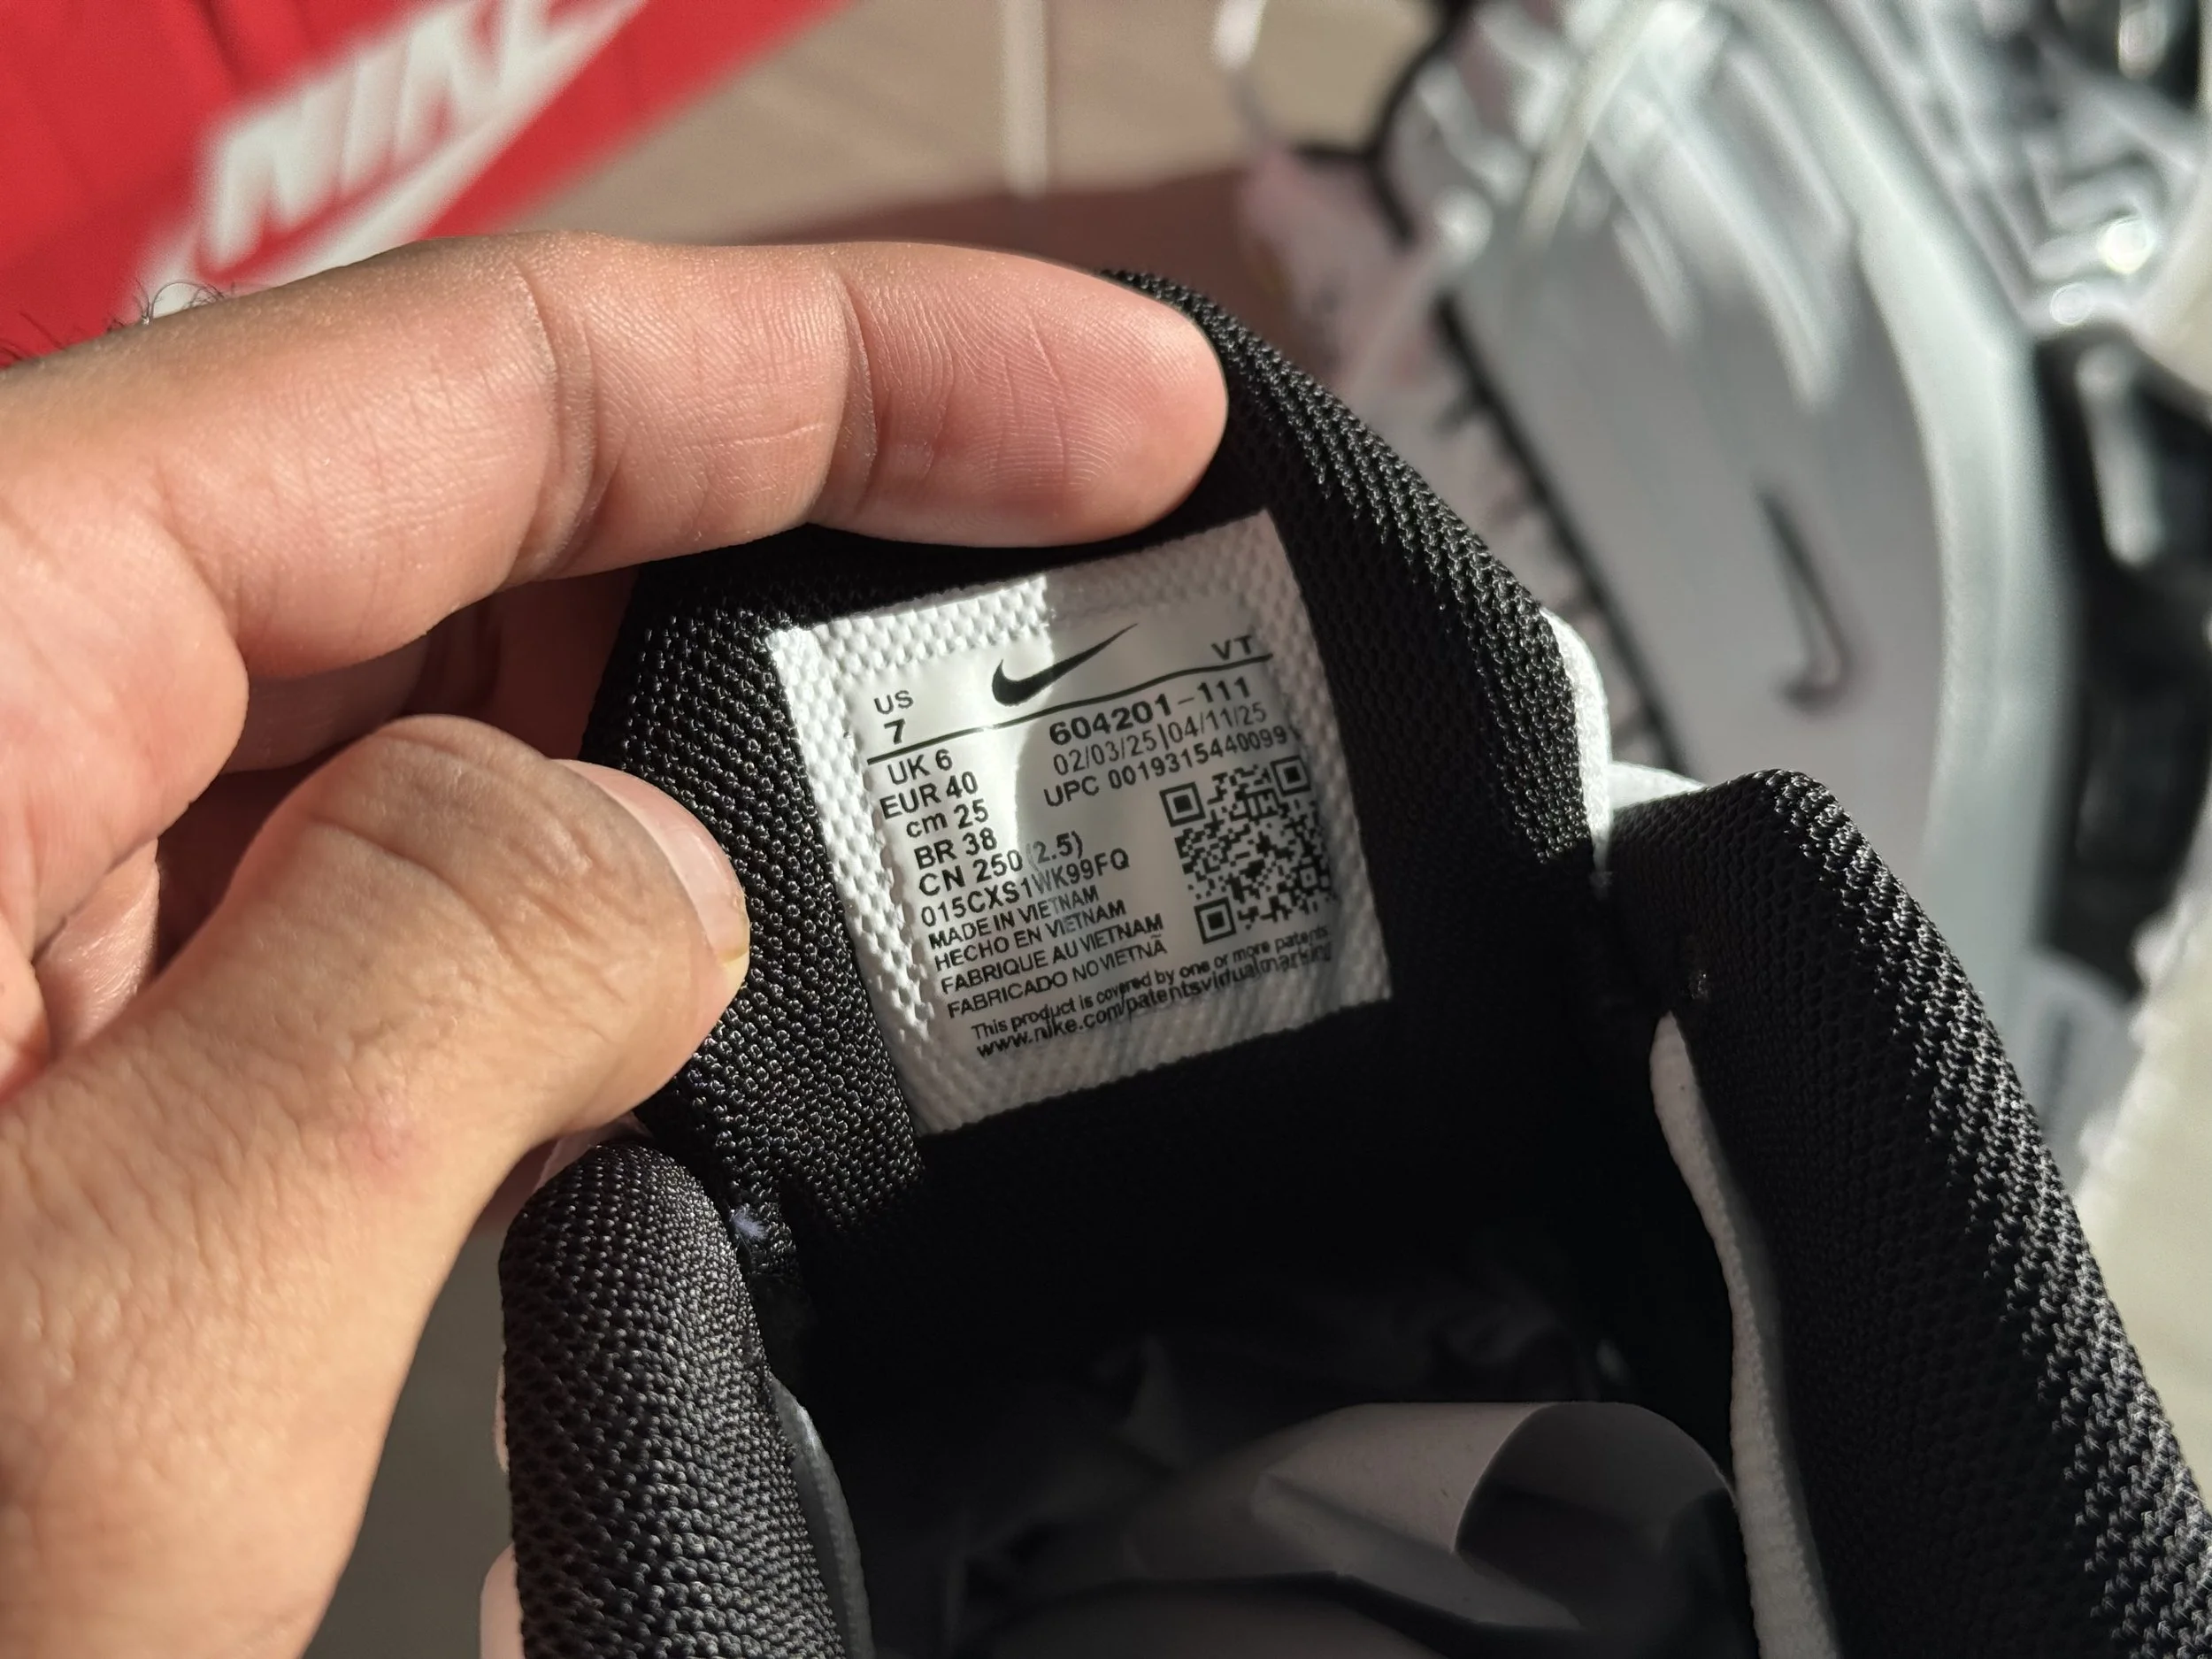 NIKE
US
VT
7
604201-111
02/03/25|04/11/25
UPC 00193154440099
UK 6
EUR 40
cm 25
BR 38
CN 250 (2.5)
015CXS1WK99FQ
MADE IN VIETNAM
HECHO EN VIETNAM
FABRIQUE AU VIETNAM
FABRICADO NO VIETNÃ
This product is covered by one or more patents.
www.nike.com/patentsvirtualmarking